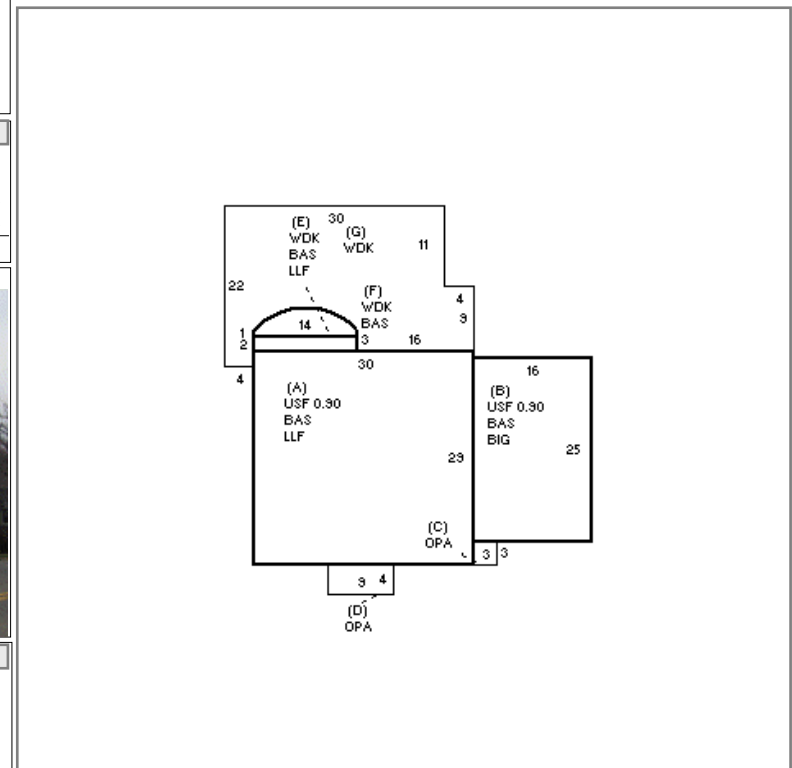 30
(E)
WDK
BAS
LLF
(G)
WDK
11
22
(F)
WDK
BAS
4
9
14
1
2
3
16
4
30
16
(A)
USF 0.90
BAS
LLF
(B)
USF 0.90
BAS
BIG
29
25
(C)
OPA
3
3
9
4
(D)
OPA